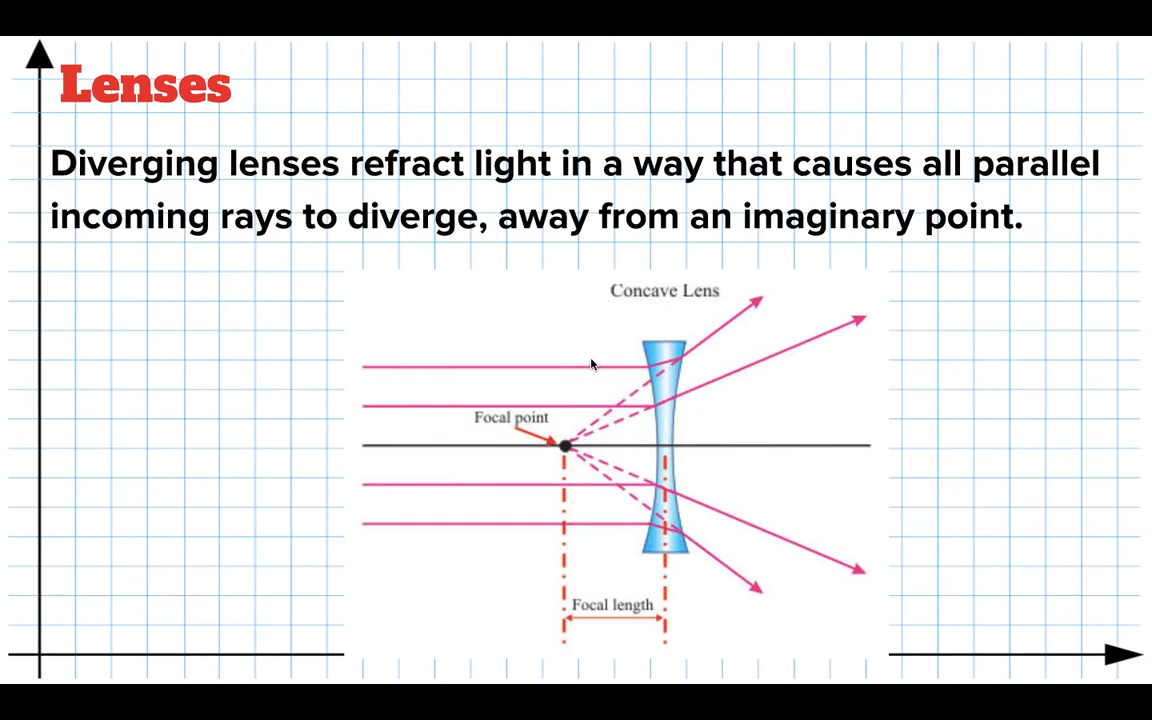 Lenses
Diverging lenses refract light in a way that causes all parallel
incoming rays to diverge, away from an imaginary point.
Concave Lens
Focal point
Focal length